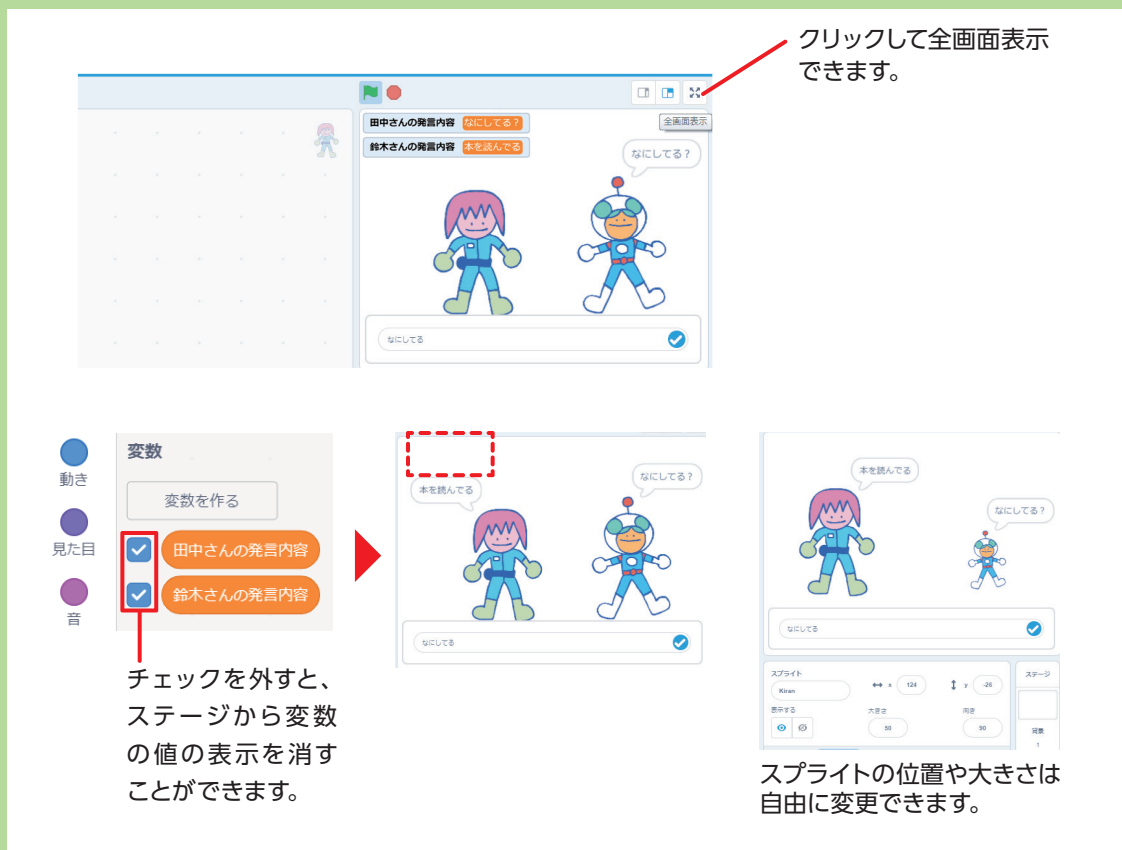 クリックして全画面表示
できます。
田中さんの発言内容 なにしてる?
全画面表示
鈴木さんの発言内容 本を読んでる
なにしてる?
なにしてる
動き
見た目
音
変数
変数を作る
田中さんの発言内容
鈴木さんの発言内容
チェックを外すと、
ステージから変数
の値の表示を消す
ことができます。
本を読んでる
なにしてる?
なにしてる
本を読んでる
なにしてる?
なにしてる
スプライト
Kiran
x 124
y -26
表示する
大きさ
向き
50
90
ステージ
背景
1
スプライトの位置や大きさは
自由に変更できます。